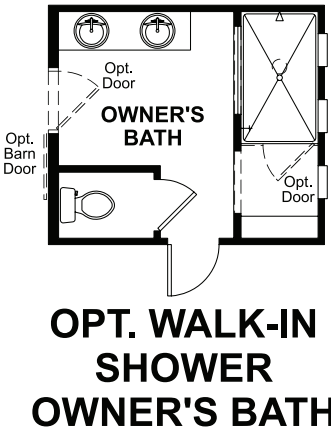 Opt.
Door
OWNER'S
BATH
Opt.
Barn
Door
Opt.
Door
OPT. WALK-IN
SHOWER
OWNER'S BATH